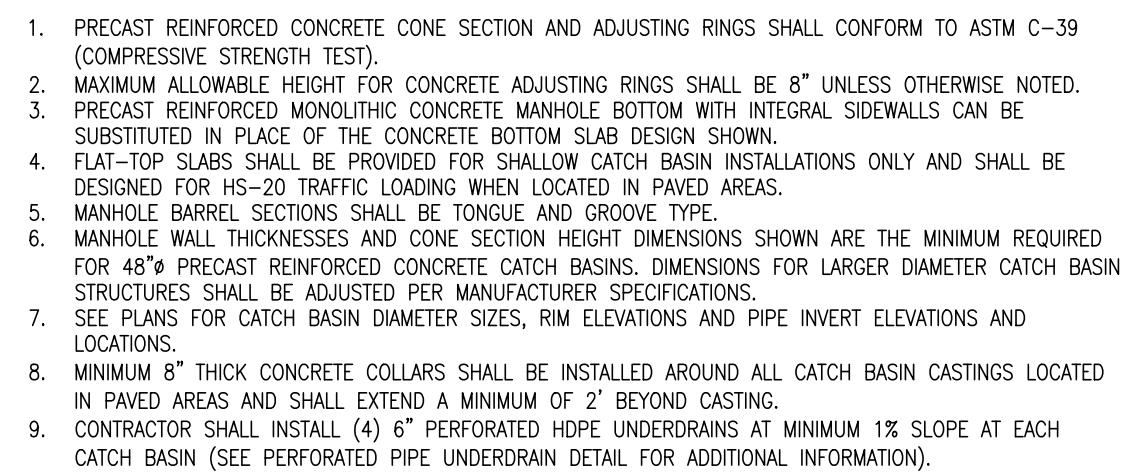 1. PRECAST REINFORCED CONCRETE CONE SECTION AND ADJUSTING RINGS SHALL CONFORM TO ASTM C-39
(COMPRESSIVE STRENGTH TEST).
2. MAXIMUM ALLOWABLE HEIGHT FOR CONCRETE ADJUSTING RINGS SHALL BE 8" UNLESS OTHERWISE NOTED.
3. PRECAST REINFORCED MONOLITHIC CONCRETE MANHOLE BOTTOM WITH INTEGRAL SIDEWALLS CAN BE
SUBSTITUTED IN PLACE OF THE CONCRETE BOTTOM SLAB DESIGN SHOWN.
4. FLAT-TOP SLABS SHALL BE PROVIDED FOR SHALLOW CATCH BASIN INSTALLATIONS ONLY AND SHALL BE
DESIGNED FOR HS-20 TRAFFIC LOADING WHEN LOCATED IN PAVED AREAS.
5. MANHOLE BARREL SECTIONS SHALL BE TONGUE AND GROOVE TYPE.
6. MANHOLE WALL THICKNESSES AND CONE SECTION HEIGHT DIMENSIONS SHOWN ARE THE MINIMUM REQUIRED
FOR 48"ø PRECAST REINFORCED CONCRETE CATCH BASINS. DIMENSIONS FOR LARGER DIAMETER CATCH BASIN
STRUCTURES SHALL BE ADJUSTED PER MANUFACTURER SPECIFICATIONS.
7. SEE PLANS FOR CATCH BASIN DIAMETER SIZES, RIM ELEVATIONS AND PIPE INVERT ELEVATIONS AND
LOCATIONS.
8. MINIMUM 8" THICK CONCRETE COLLARS SHALL BE INSTALLED AROUND ALL CATCH BASIN CASTINGS LOCATED
IN PAVED AREAS AND SHALL EXTEND A MINIMUM OF 2' BEYOND CASTING.
9. CONTRACTOR SHALL INSTALL (4) 6" PERFORATED HDPE UNDERDRAINS AT MINIMUM 1% SLOPE AT EACH
CATCH BASIN (SEE PERFORATED PIPE UNDERDRAIN DETAIL FOR ADDITIONAL INFORMATION).